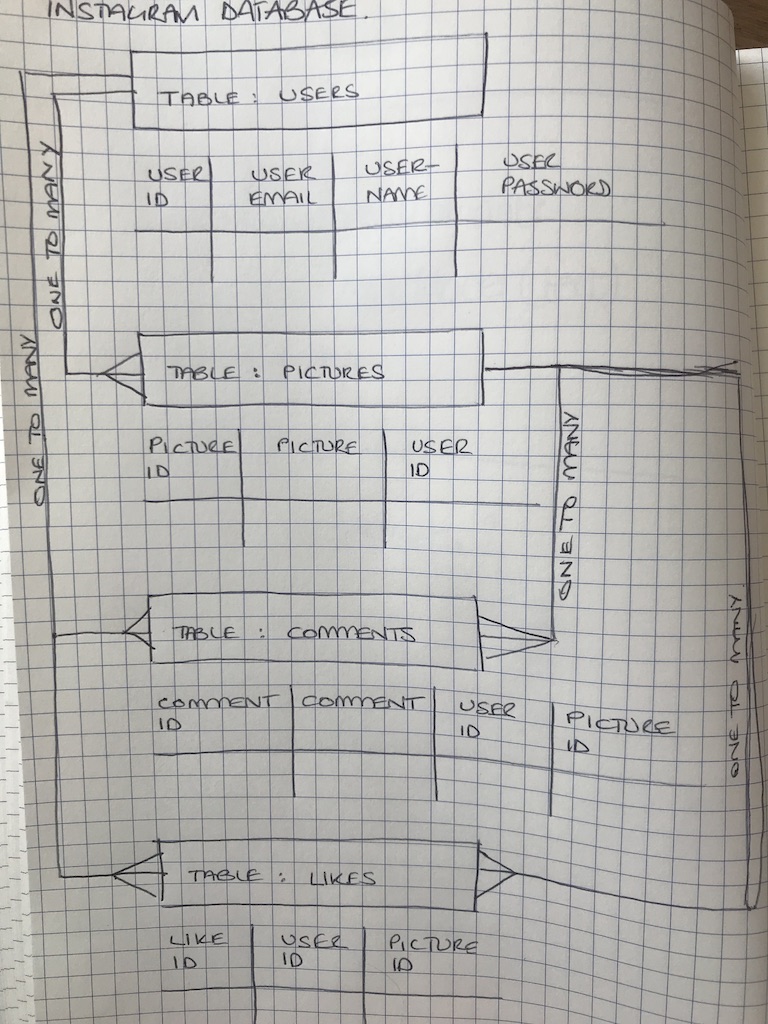 INSTAGRAM DATABASE.
TABLE : USERS
USER ID
USER EMAIL
USER-NAME
USER PASSWORD
ONE TO MANY
ONE TO MANY
TABLE : PICTURES
PICTURE ID
PICTURE
USER ID
ONE TO MANY
TABLE : COMMENTS
COMMENT ID
COMMENT
USER ID
PICTURE ID
ONE TO MANY
TABLE : LIKES
LIKE ID
USER ID
PICTURE ID